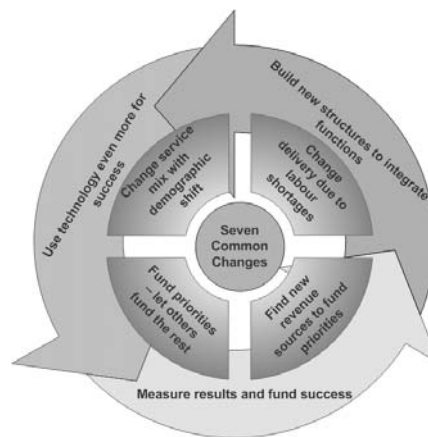 Use technology even more for
success
Build new structures to integrate
functions
Change service
mix with
demographic
shift
Change
delivery due to
labour
shortages
Seven
Common
Changes
Fund priorities
– let others
fund the rest
Find new
revenue
sources to fund
priorities
Measure results and fund success